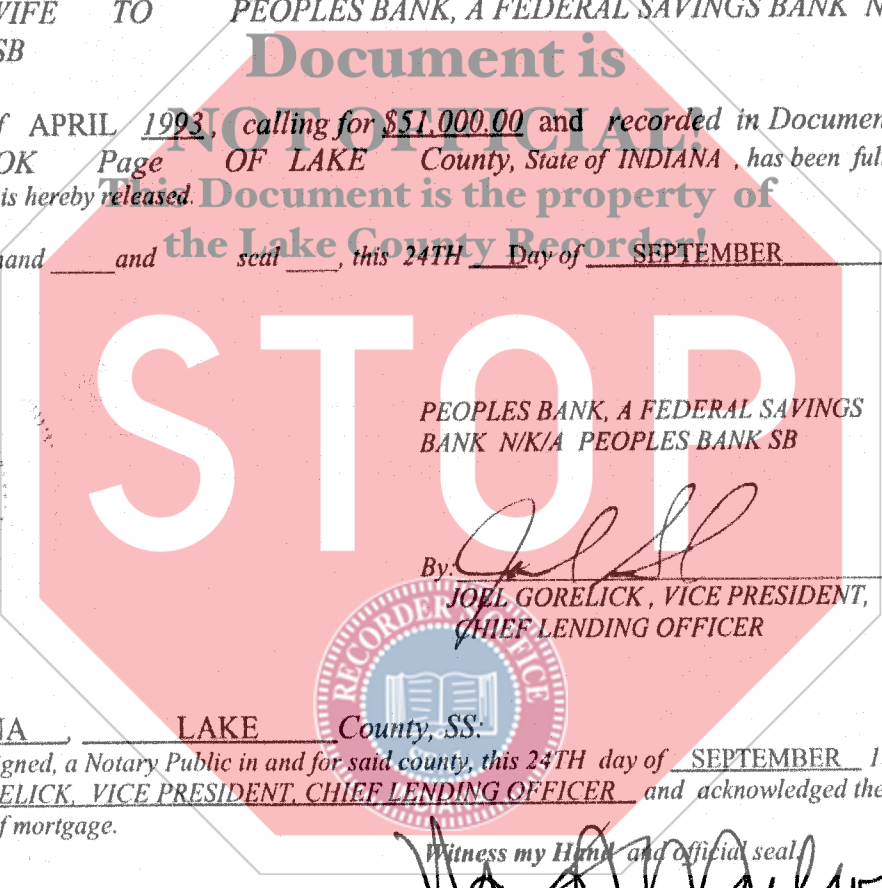 WIFE TO PEOPLES BANK, A FEDERAL SAVINGS BANK N
SB
Document is
NOT OFFICIAL!
This Document is the property of
the Lake County Recorder!
f APRIL 1993, calling for $51,000.00 and recorded in Documen
OK Page OF LAKE County, State of INDIANA , has been ful
is hereby released.
hand ____ and seal ____, this 24TH ____ Day of SEPTEMBER
STOP
PEOPLES BANK, A FEDERAL SAVINGS
BANK N/K/A PEOPLES BANK SB
By:
JOEL GORELICK , VICE PRESIDENT,
CHIEF LENDING OFFICER
RECORDER'S OFFICE
NA , LAKE County, SS:
igned, a Notary Public in and for said county, this 24TH day of SEPTEMBER 1
ELICK, VICE PRESIDENT, CHIEF LENDING OFFICER and acknowledged the
f mortgage.
Witness my Hand and official seal.